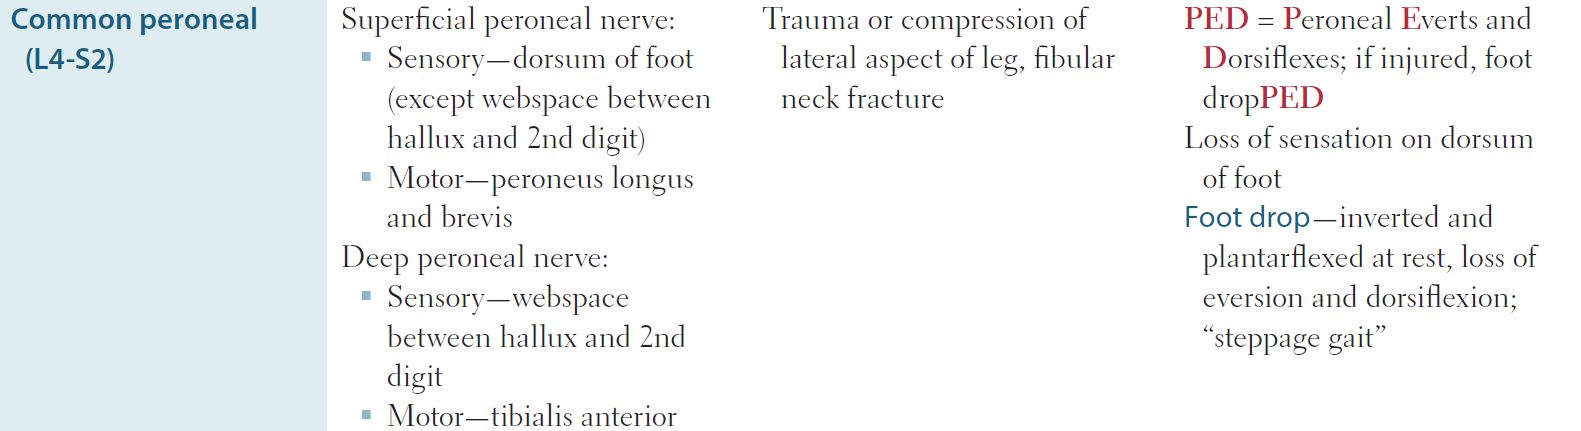 Common peroneal
(L4-S2)
Superficial peroneal nerve:
▪ Sensory—dorsum of foot
(except webspace between
hallux and 2nd digit)
▪ Motor—peroneus longus
and brevis
Deep peroneal nerve:
▪ Sensory—webspace
between hallux and 2nd
digit
▪ Motor—tibialis anterior
Trauma or compression of
lateral aspect of leg, fibular
neck fracture
PED = Peroneal Everts and
Dorsiflexes; if injured, foot
dropPED
Loss of sensation on dorsum
of foot
Foot drop—inverted and
plantarflexed at rest, loss of
eversion and dorsiflexion;
“steppage gait”